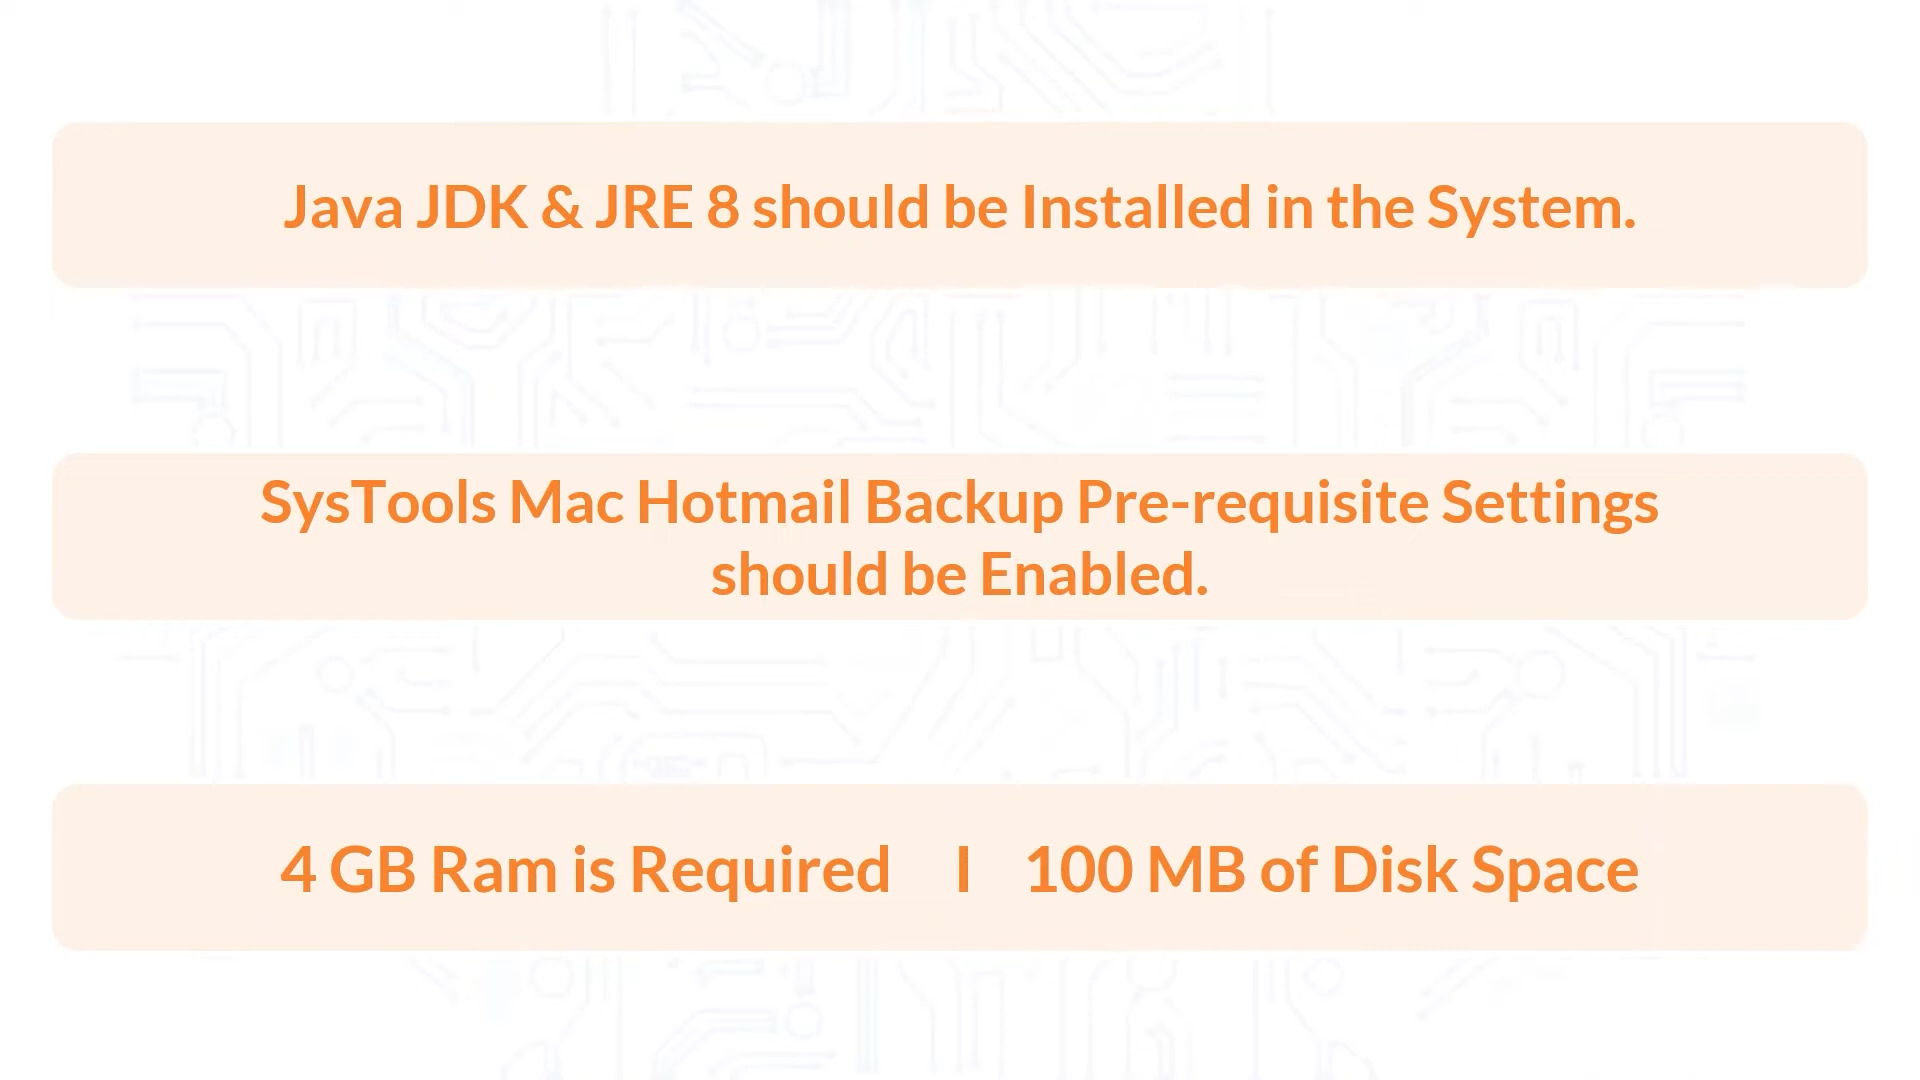 Java JDK & JRE 8 should be Installed in the System.
SysTools Mac Hotmail Backup Pre-requisite Settings
should be Enabled.
4 GB Ram is Required | 100 MB of Disk Space